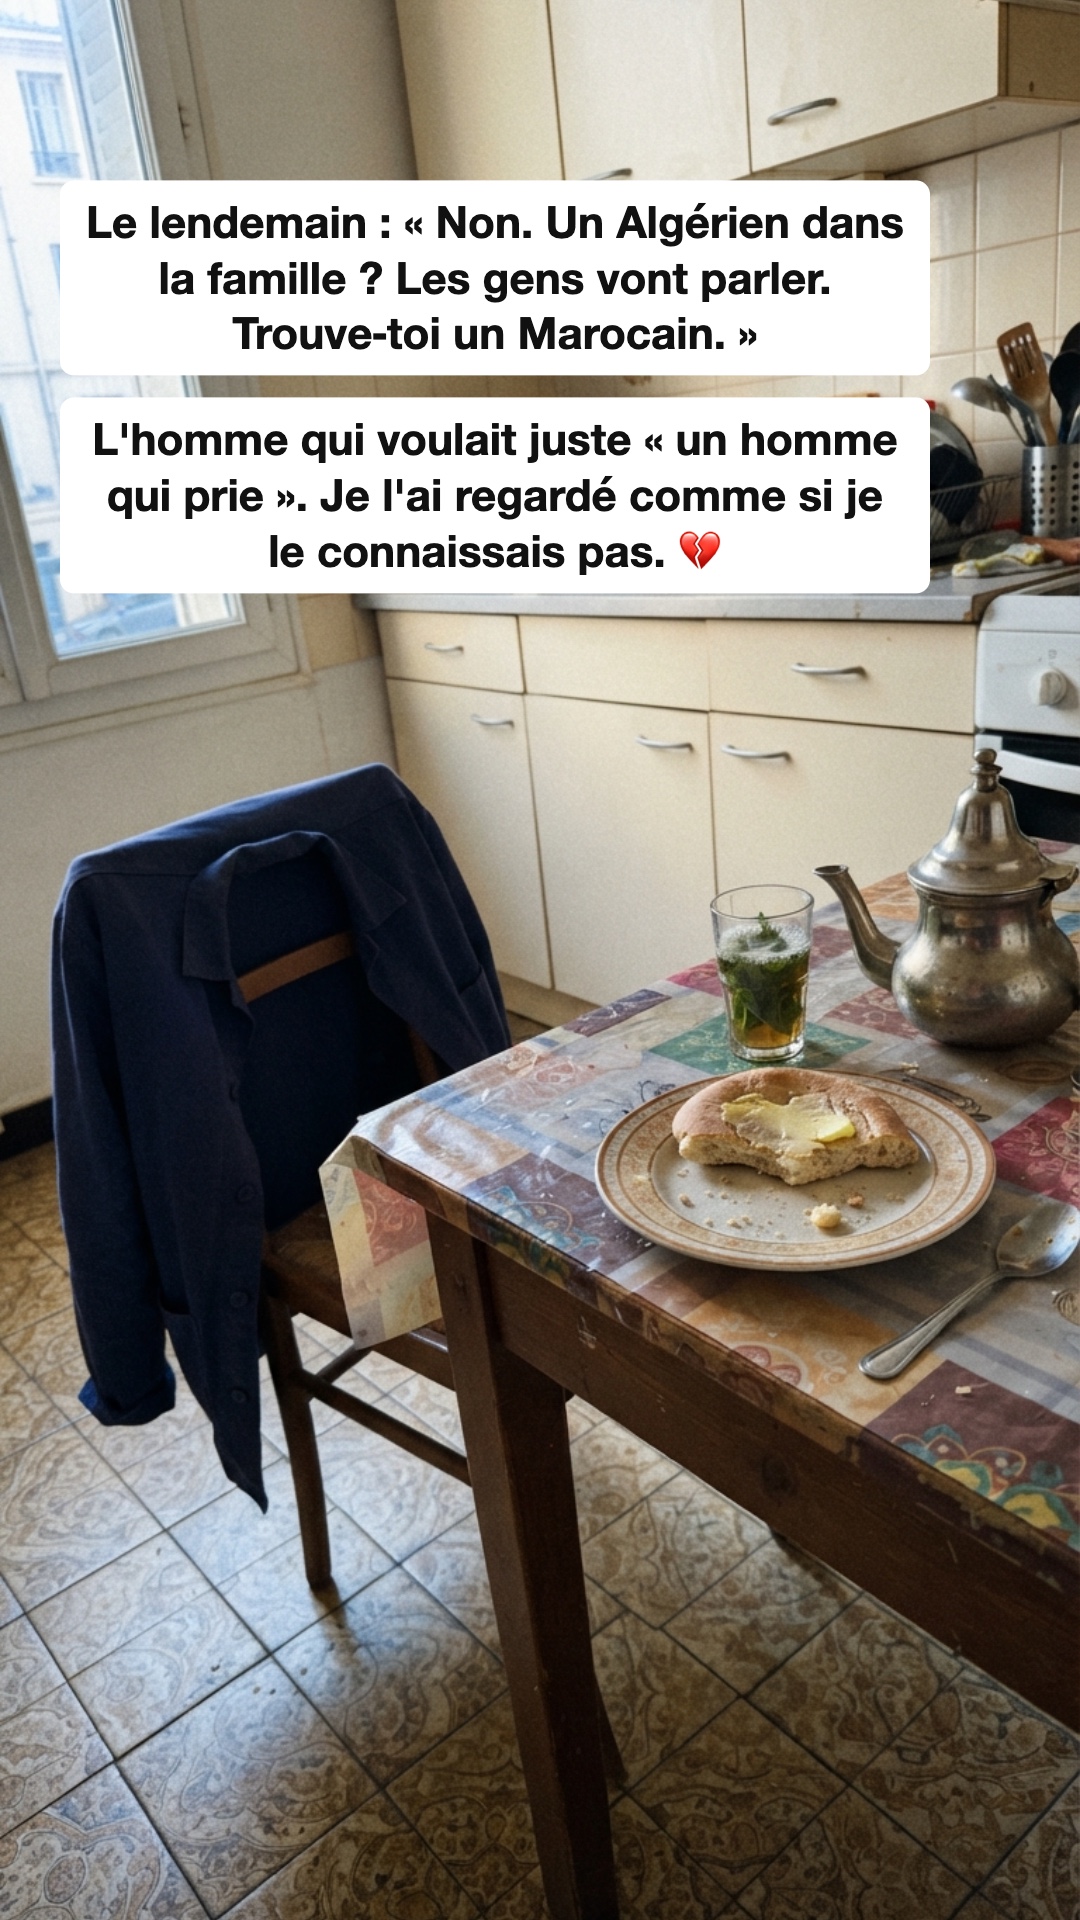 Le lendemain : « Non. Un Algérien dans
la famille ? Les gens vont parler.
Trouve-toi un Marocain. »
L'homme qui voulait juste « un homme
qui prie ». Je l'ai regardé comme si je
le connaissais pas. 💔